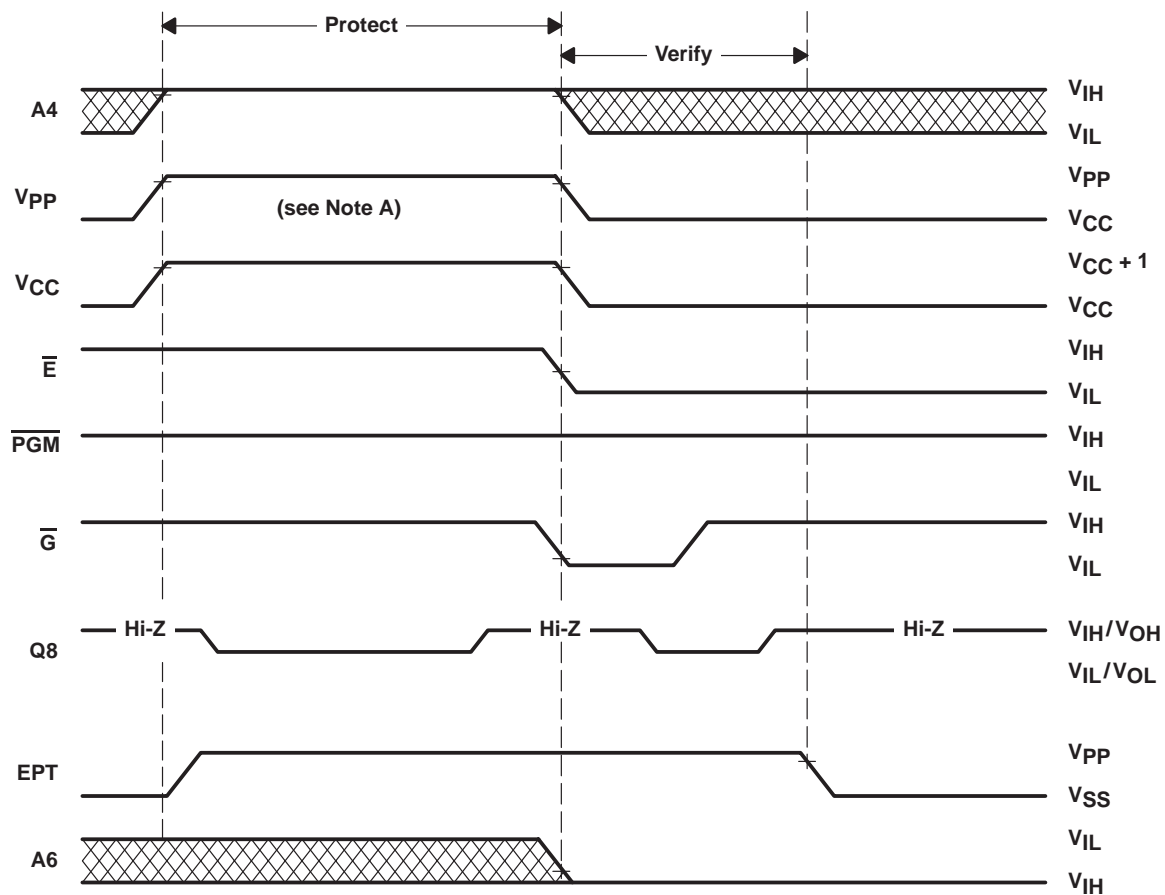 Protect
Verify
A4
VIH
VIL
VPP
(see Note A)
VPP
VCC
VCC
VCC + 1
VCC
E
VIH
VIL
PGM
VIH
VIL
G
VIH
VIL
Q8
Hi-Z
Hi-Z
Hi-Z
VIH/VOH
VIL/VOL
EPT
VPP
VSS
A6
VIL
VIH